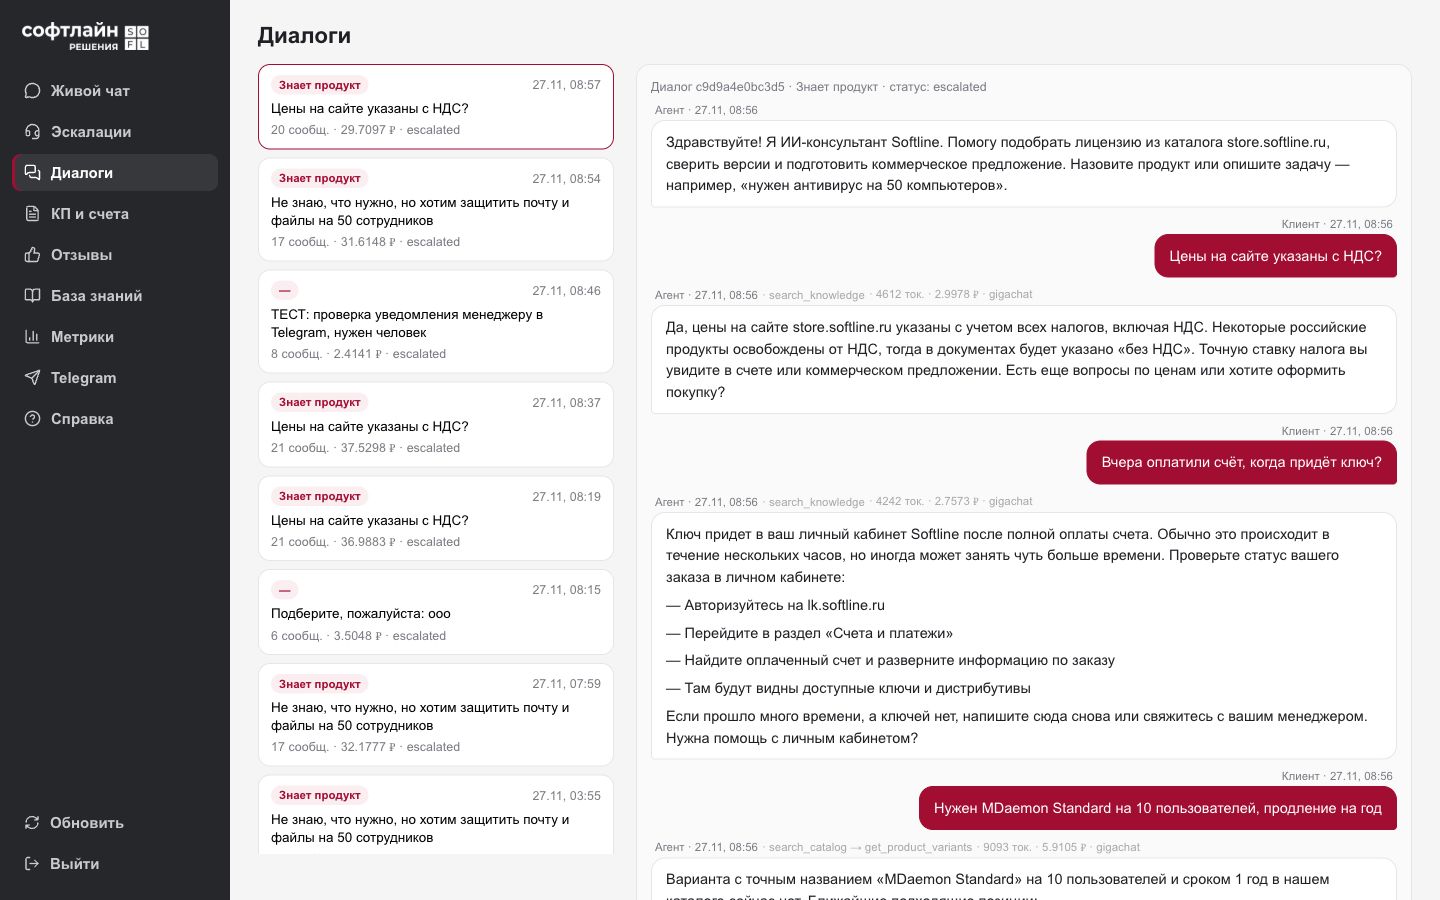 софтлайн
РЕШЕНИЯ
SO
FL
Живой чат
Эскалации
Диалоги
КП и счета
Отзывы
База знаний
Метрики
Telegram
Справка
Обновить
Выйти
Диалоги
Знает продукт 27.11, 08:57
Цены на сайте указаны с НДС?
20 сообщ. · 29.7097 ₽ · escalated
Знает продукт 27.11, 08:54
Не знаю, что нужно, но хотим защитить почту и
файлы на 50 сотрудников
17 сообщ. · 31.6148 ₽ · escalated
— 27.11, 08:46
ТЕСТ: проверка уведомления менеджеру в
Telegram, нужен человек
8 сообщ. · 2.4141 ₽ · escalated
Знает продукт 27.11, 08:37
Цены на сайте указаны с НДС?
21 сообщ. · 37.5298 ₽ · escalated
Знает продукт 27.11, 08:19
Цены на сайте указаны с НДС?
21 сообщ. · 36.9883 ₽ · escalated
— 27.11, 08:15
Подберите, пожалуйста: ооо
6 сообщ. · 3.5048 ₽ · escalated
Знает продукт 27.11, 07:59
Не знаю, что нужно, но хотим защитить почту и
файлы на 50 сотрудников
17 сообщ. · 32.1777 ₽ · escalated
Знает продукт 27.11, 03:55
Не знаю, что нужно, но хотим защитить почту и
файлы на 50 сотрудников
Диалог c9d9a4e0bc3d5 · Знает продукт · статус: escalated
Агент · 27.11, 08:56
Здравствуйте! Я ИИ-консультант Softline. Помогу подобрать лицензию из каталога store.softline.ru,
сверить версии и подготовить коммерческое предложение. Назовите продукт или опишите задачу —
например, «нужен антивирус на 50 компьютеров».
Клиент · 27.11, 08:56
Цены на сайте указаны с НДС?
Агент · 27.11, 08:56 · search_knowledge · 4612 ток. · 2.9978 ₽ · gigachat
Да, цены на сайте store.softline.ru указаны с учетом всех налогов, включая НДС. Некоторые российские
продукты освобождены от НДС, тогда в документах будет указано «без НДС». Точную ставку налога вы
увидите в счете или коммерческом предложении. Есть еще вопросы по ценам или хотите оформить
покупку?
Клиент · 27.11, 08:56
Вчера оплатили счёт, когда придёт ключ?
Агент · 27.11, 08:56 · search_knowledge · 4242 ток. · 2.7573 ₽ · gigachat
Ключ придет в ваш личный кабинет Softline после полной оплаты счета. Обычно это происходит в
течение нескольких часов, но иногда может занять чуть больше времени. Проверьте статус вашего
заказа в личном кабинете:
— Авторизуйтесь на lk.softline.ru
— Перейдите в раздел «Счета и платежи»
— Найдите оплаченный счет и разверните информацию по заказу
— Там будут видны доступные ключи и дистрибутивы
Если прошло много времени, а ключей нет, напишите сюда снова или свяжитесь с вашим менеджером.
Нужна помощь с личным кабинетом?
Клиент · 27.11, 08:56
Нужен MDaemon Standard на 10 пользователей, продление на год
Агент · 27.11, 08:56 · search_catalog → get_product_variants · 9093 ток. · 5.9105 ₽ · gigachat
Варианта с точным названием «MDaemon Standard» на 10 пользователей и сроком 1 год в нашем